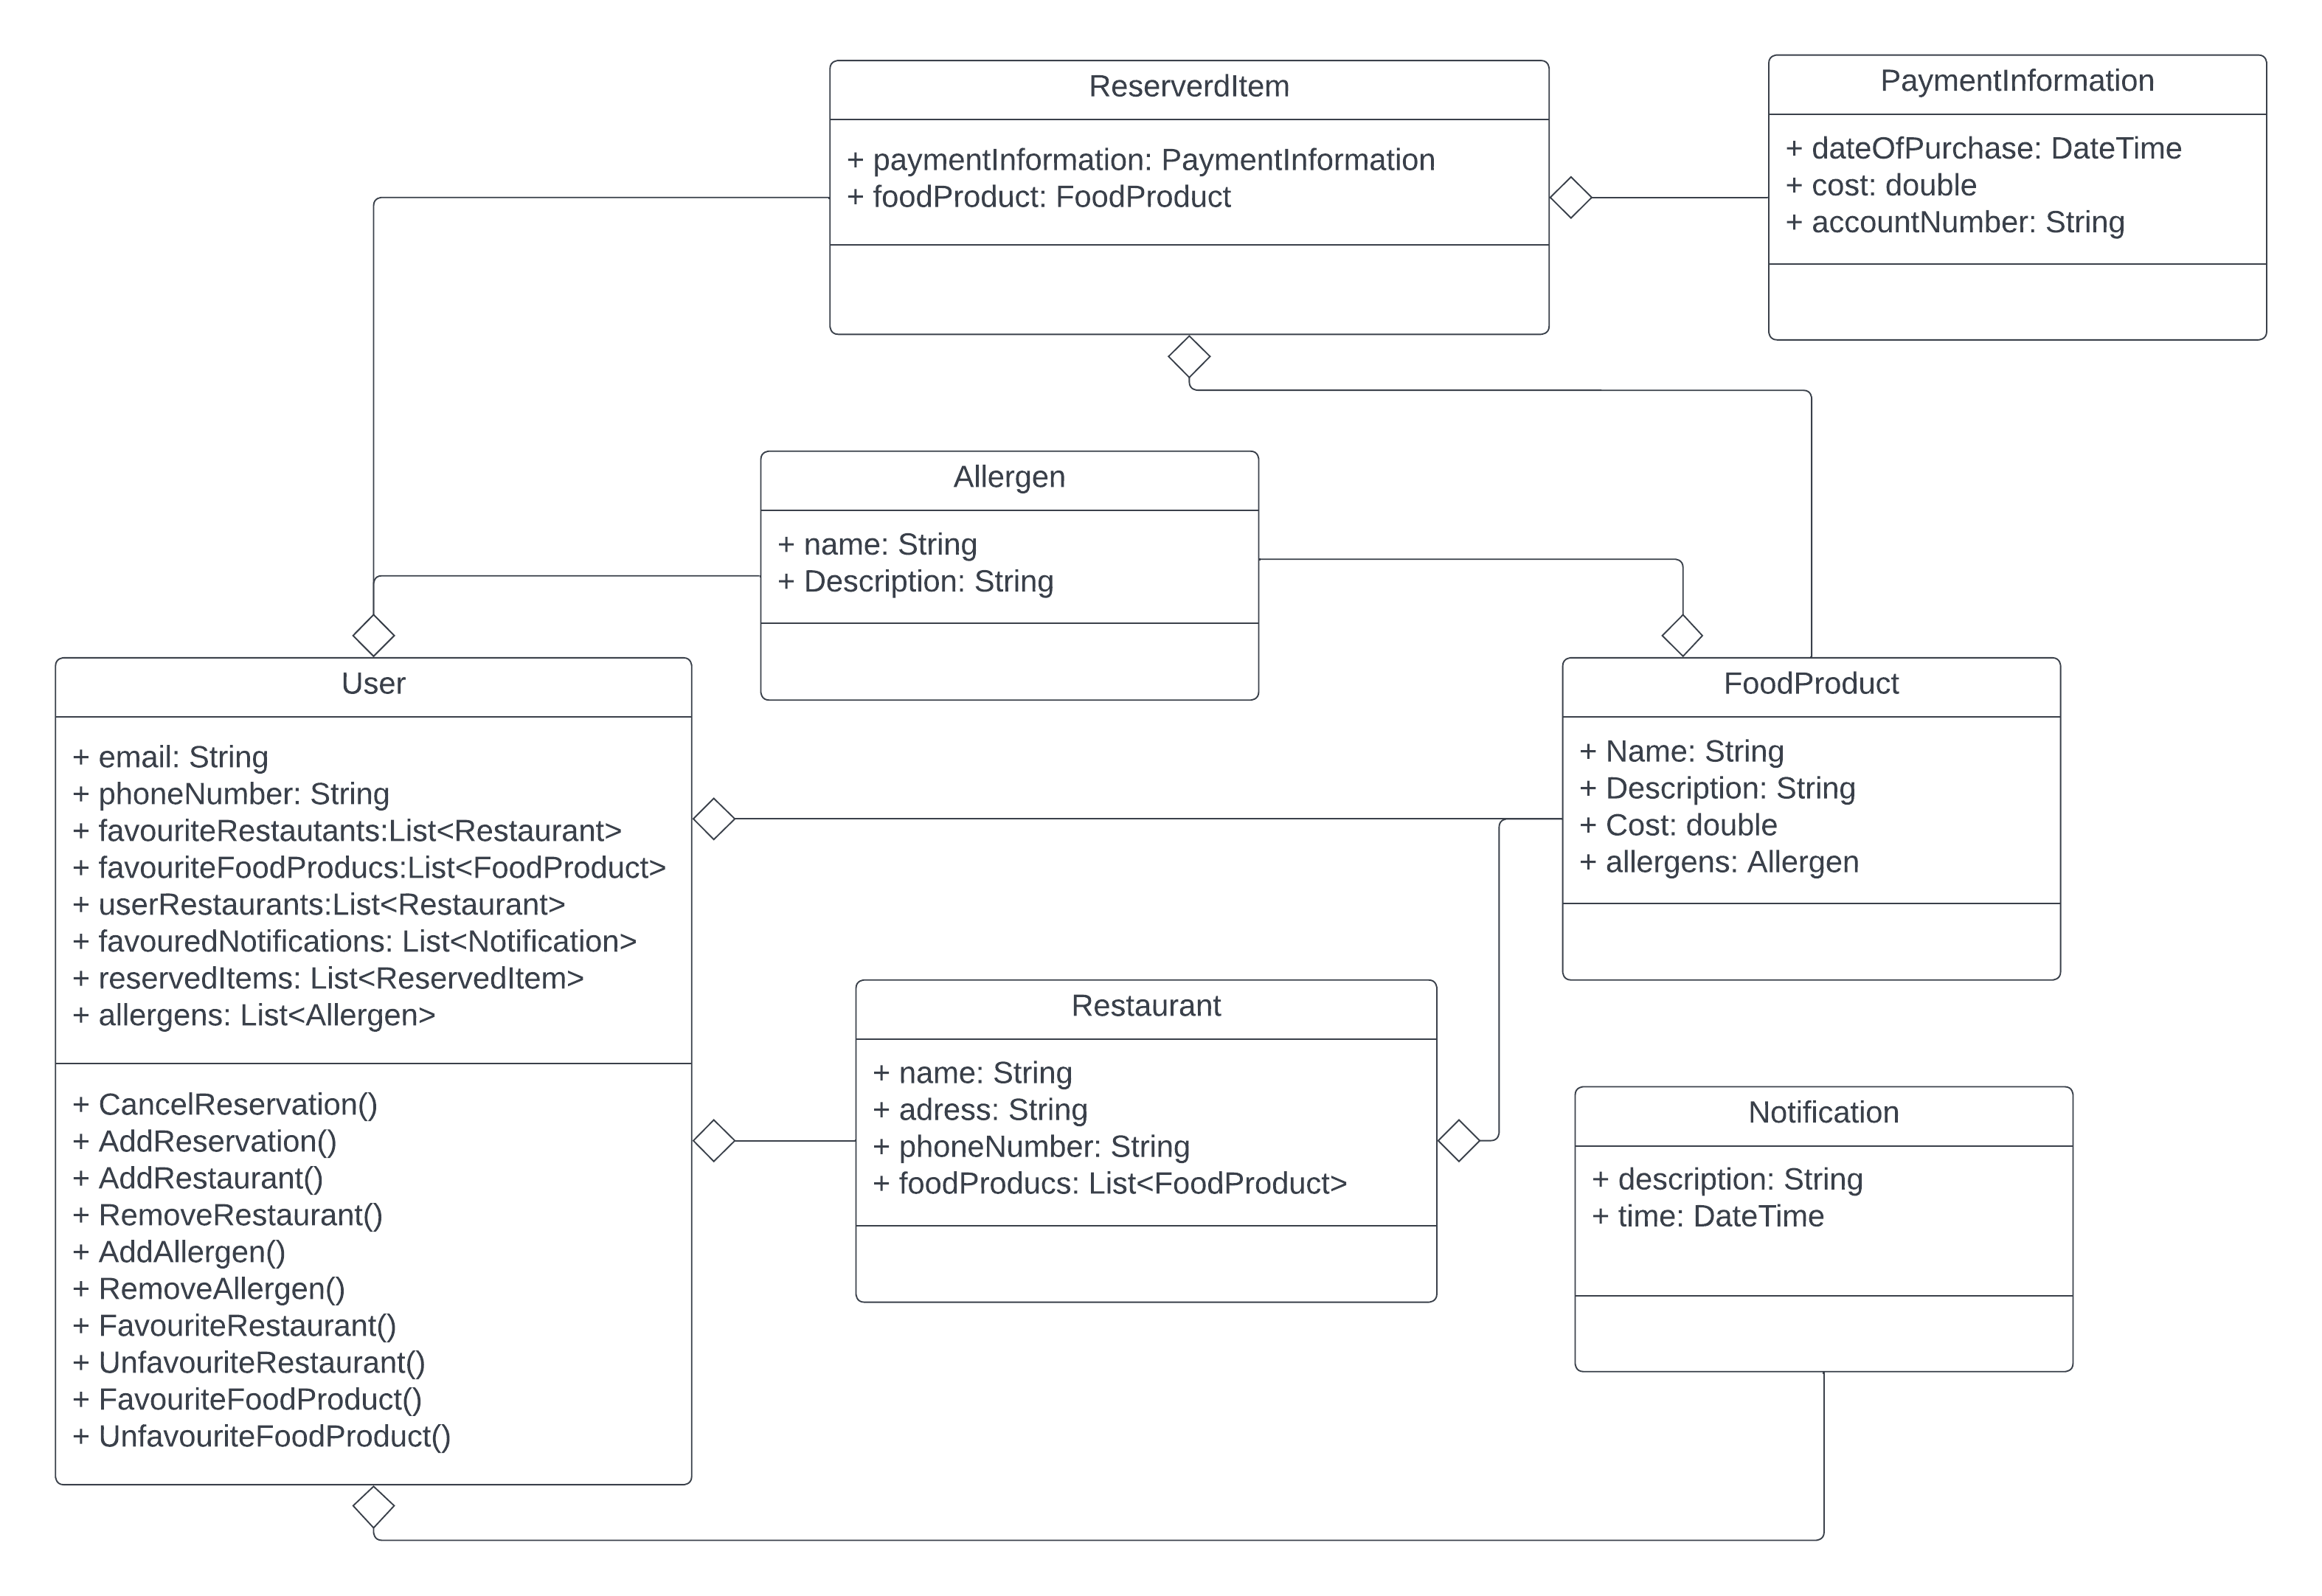 ReserverdItem
+ paymentInformation: PaymentInformation
+ foodProduct: FoodProduct
PaymentInformation
+ dateOfPurchase: DateTime
+ cost: double
+ accountNumber: String
Allergen
+ name: String
+ Description: String
User
+ email: String
+ phoneNumber: String
+ favouriteRestautants:List<Restaurant>
+ favouriteFoodProducs:List<FoodProduct>
+ userRestaurants:List<Restaurant>
+ favouredNotifications: List<Notification>
+ reservedItems: List<ReservedItem>
+ allergens: List<Allergen>
+ CancelReservation()
+ AddReservation()
+ AddRestaurant()
+ RemoveRestaurant()
+ AddAllergen()
+ RemoveAllergen()
+ FavouriteRestaurant()
+ UnfavouriteRestaurant()
+ FavouriteFoodProduct()
+ UnfavouriteFoodProduct()
FoodProduct
+ Name: String
+ Description: String
+ Cost: double
+ allergens: Allergen
Restaurant
+ name: String
+ adress: String
+ phoneNumber: String
+ foodProducs: List<FoodProduct>
Notification
+ description: String
+ time: DateTime